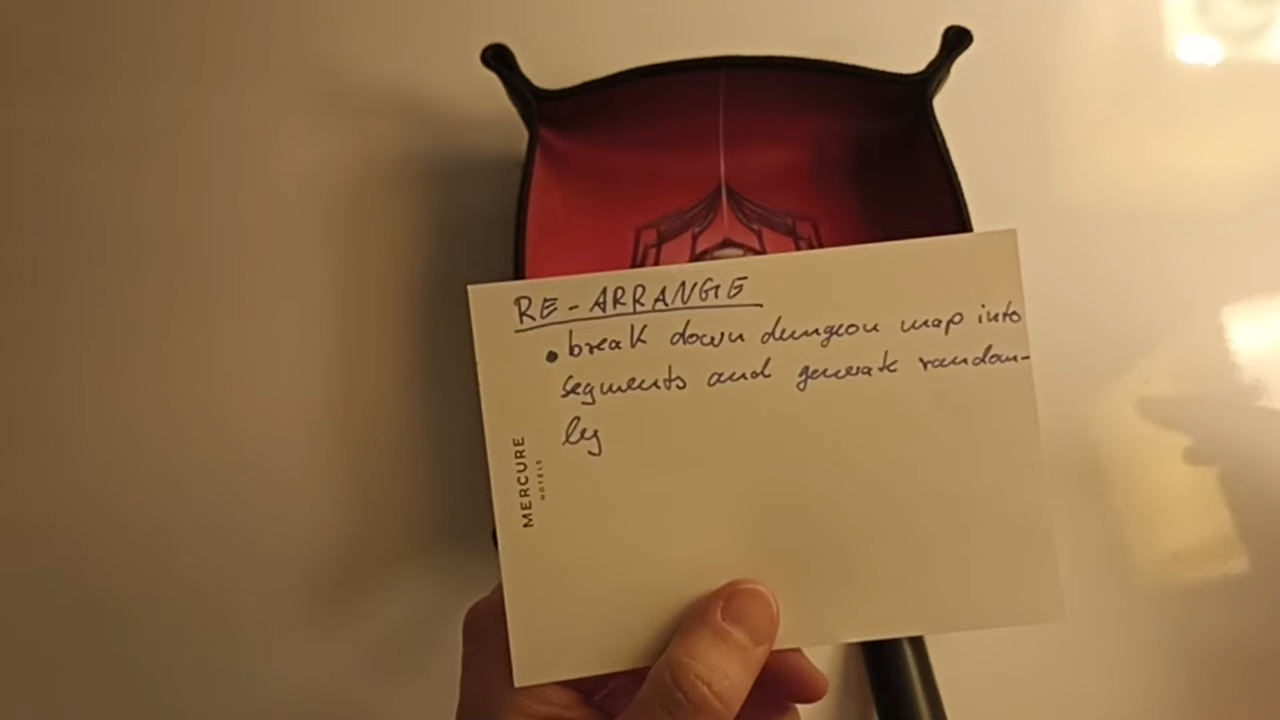 RE-ARRANGE
• break down dungeon map into
segments and generate random-
ly
MERCURE
HOTELS